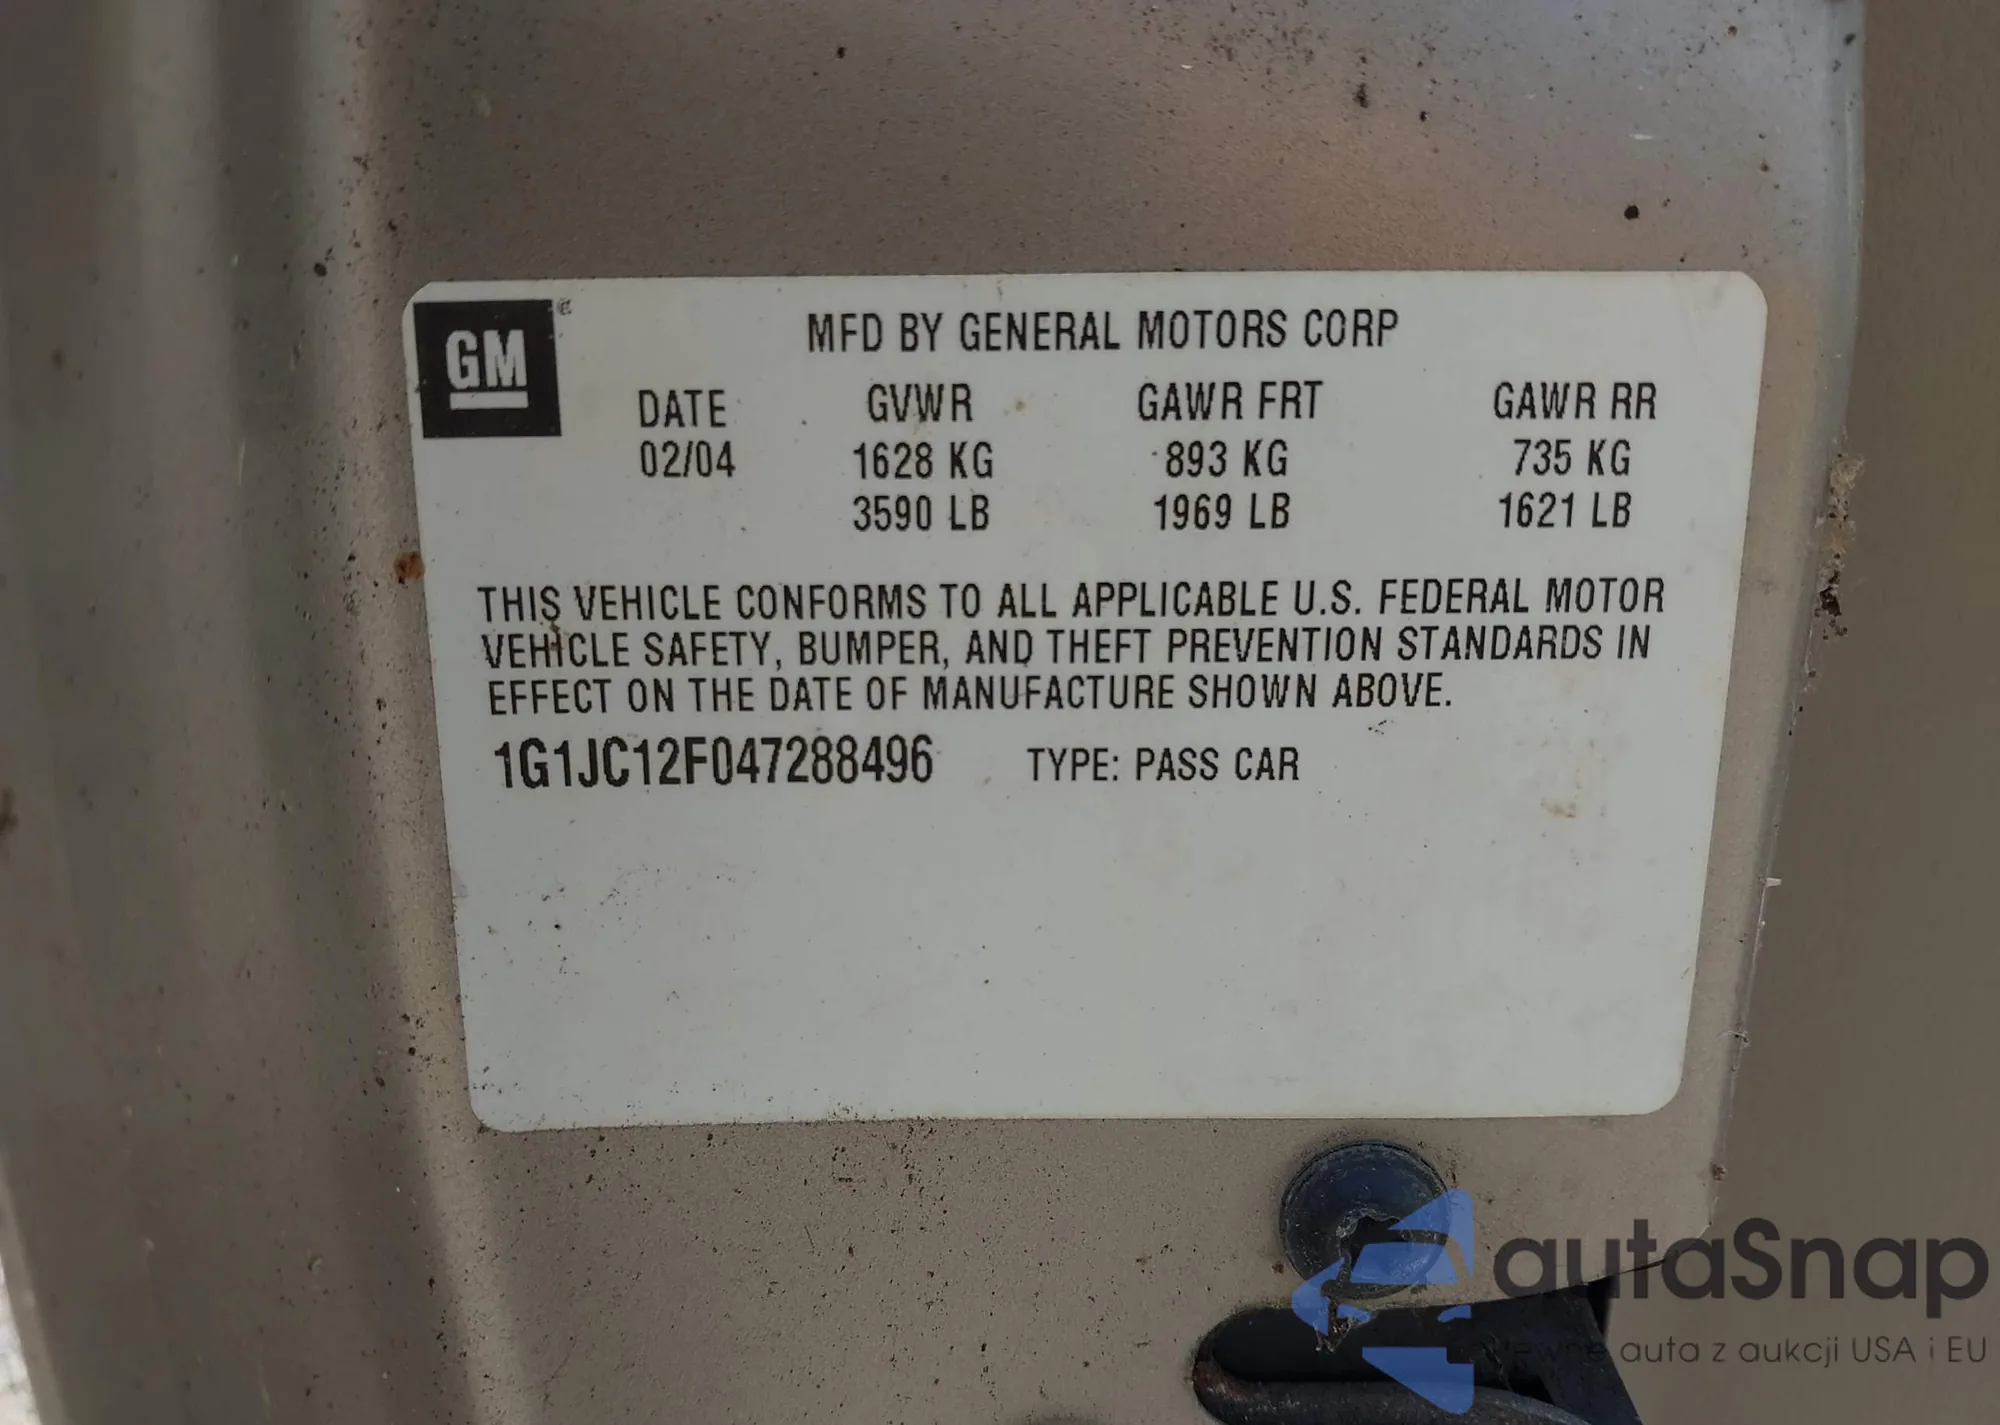 GM®
MFD BY GENERAL MOTORS CORP
DATE GVWR GAWR FRT GAWR RR
02/04 1628 KG 893 KG 735 KG
3590 LB 1969 LB 1621 LB
THIS VEHICLE CONFORMS TO ALL APPLICABLE U.S. FEDERAL MOTOR
VEHICLE SAFETY, BUMPER, AND THEFT PREVENTION STANDARDS IN
EFFECT ON THE DATE OF MANUFACTURE SHOWN ABOVE.
1G1JC12F047288496 TYPE: PASS CAR
autaSnap
auta z aukcji USA i EU